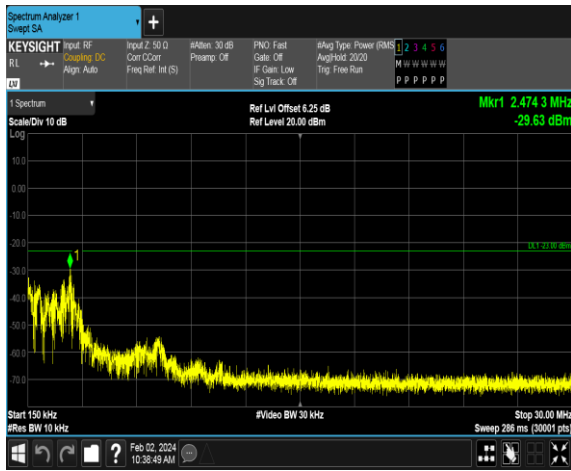 Spectrum Analyzer 1
Swept SA
+
KEYSIGHT Input: RF Input Z: 50 Ω #Atten: 30 dB PNO: Fast #Avg Type: Power (RMS 1 2 3 4 5 6
RL Coupling: DC Corr CCorr Preamp: Off Gate: Off Avg|Hold: 20/20 M W W W W W
Align: Auto Freq Ref: Int (S) IF Gain: Low Trig: Free Run
LXI Sig Track: Off P P P P P P
1 Spectrum Ref Lvl Offset 6.25 dB Mkr1 2.474 3 MHz
Scale/Div 10 dB Ref Level 20.00 dBm -29.63 dBm
Log
10.0
0.00
-10.0
-20.0
DL1 -23.00 dBm
1
-40.0
-50.0
-60.0
-70.0
Start 150 kHz #Video BW 30 kHz Stop 30.00 MHz
#Res BW 10 kHz Sweep 286 ms (30001 pts)
? Feb 02, 2024
10:38:49 AM